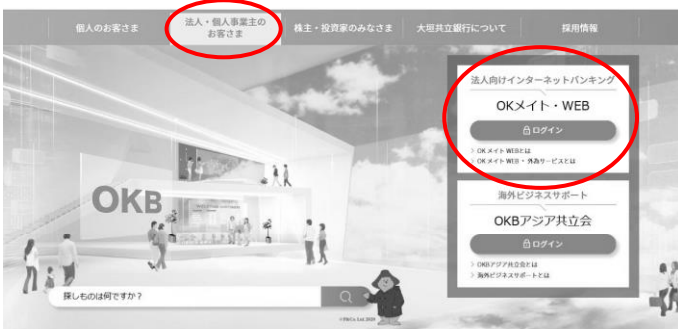 個人のお客さま
法人・個人事業主の
お客さま
株主・投資家のみなさま
大垣共立銀行について
採用情報
法人向けインターネットバンキング
OKメイト・WEB
ログイン
> OKメイト WEBとは
> OKメイト WEB・外為サービスとは
OKB
海外ビジネスサポート
OKBアジア共立会
ログイン
> OKBアジア共立会とは
> 海外ビジネスサポートとは
探しものは何ですか？